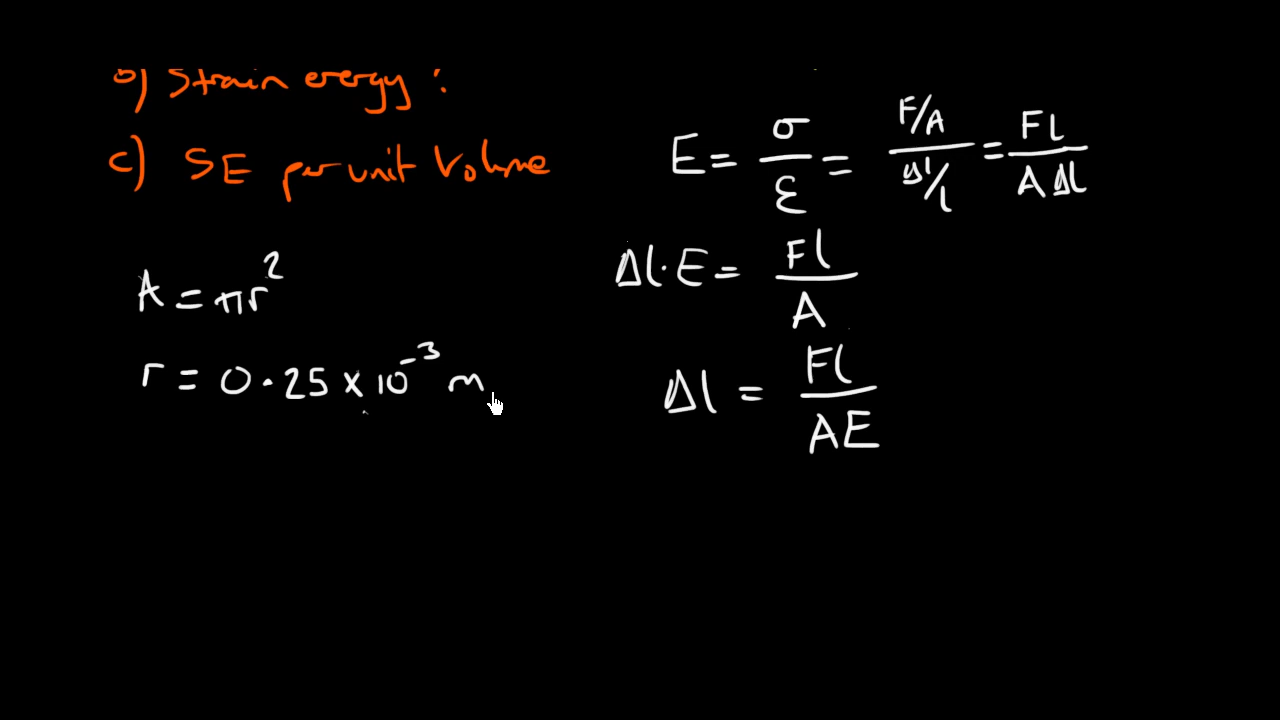 b) Strain energy?
c) SE per unit Volume
A = πr²
r = 0.25 × 10⁻³ m
E = σ/ε = (F/A)/(Δl/l) = Fl/(AΔl)
Δl·E = Fl/A
Δl = Fl/(AE)